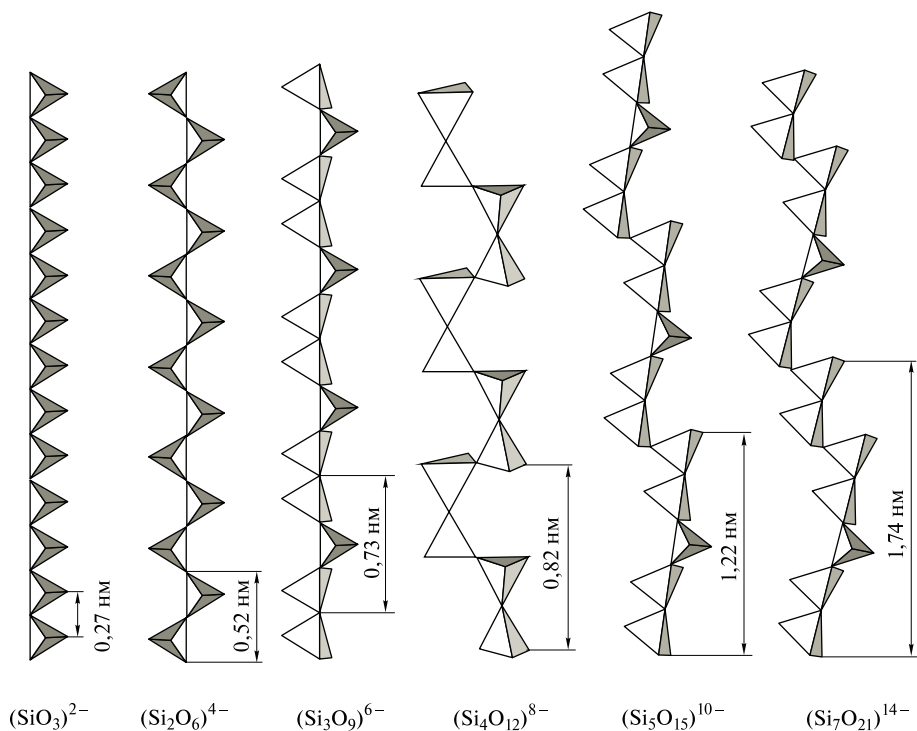 0,27 нм
0,52 нм
0,73 нм
0,82 нм
1,22 нм
1,74 нм
(SiO₃)²⁻
(Si₂O₆)⁴⁻
(Si₃O₉)⁶⁻
(Si₄O₁₂)⁸⁻
(Si₅O₁₅)¹⁰⁻
(Si₇O₂₁)¹⁴⁻